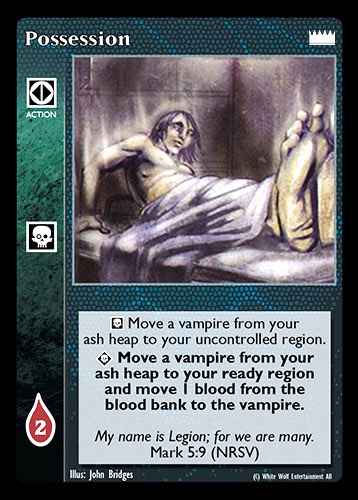 Possession
ACTION
Move a vampire from your
ash heap to your uncontrolled region.
Move a vampire from your
ash heap to your ready region
and move 1 blood from the
blood bank to the vampire.
My name is Legion; for we are many.
Mark 5:9 (NRSV)
2
Illus: John Bridges
(C) White Wolf Entertainment AB